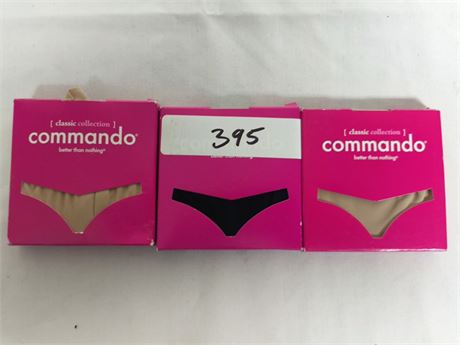 [ classic collection ]
commando®
better than nothing®
395
[ classic collection ]
commando®
better than nothing®